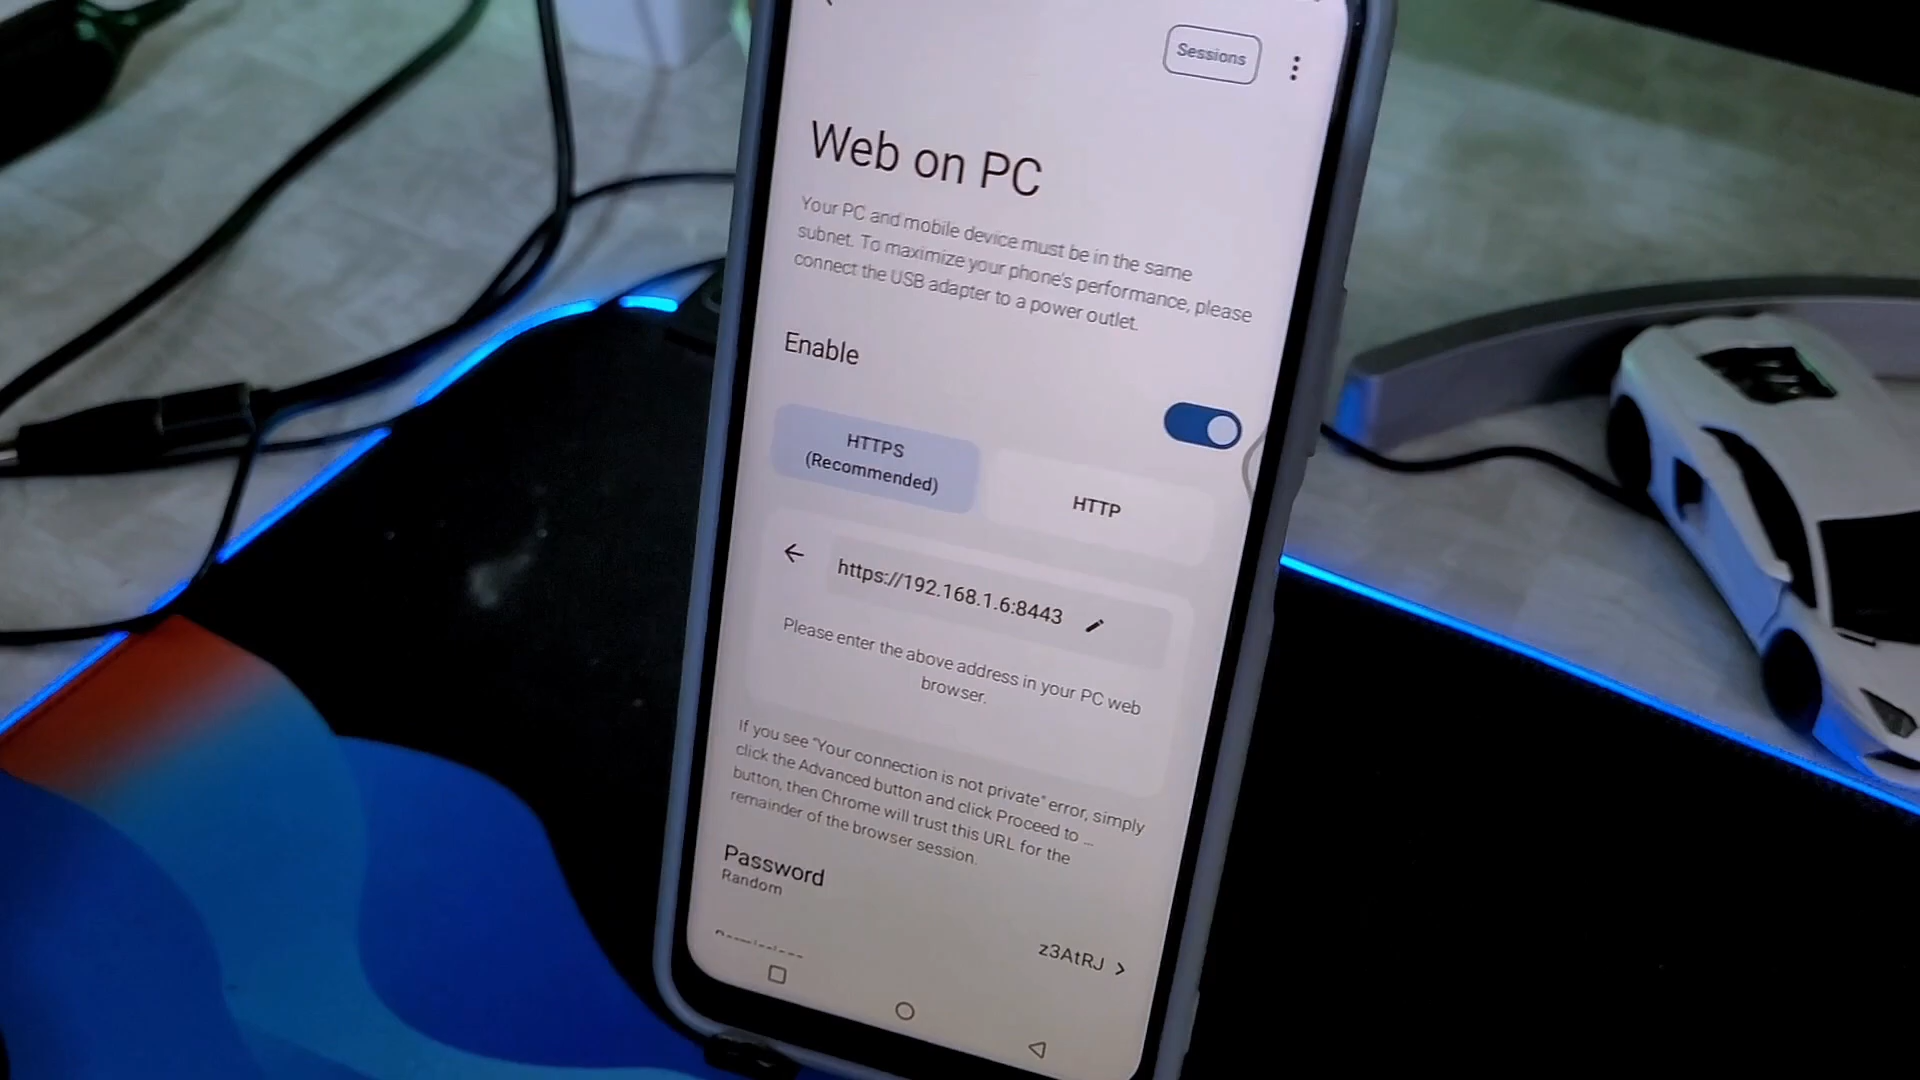 Sessions
Web on PC
Your PC and mobile device must be in the same
subnet. To maximize your phone's performance, please
connect the USB adapter to a power outlet.
Enable
HTTPS
(Recommended)
HTTP
https://192.168.1.6:8443
Please enter the above address in your PC web
browser.
If you see "Your connection is not private" error, simply
click the Advanced button and click Proceed to ...
button, then Chrome will trust this URL for the
remainder of the browser session.
Password
Random
z3AtRJ